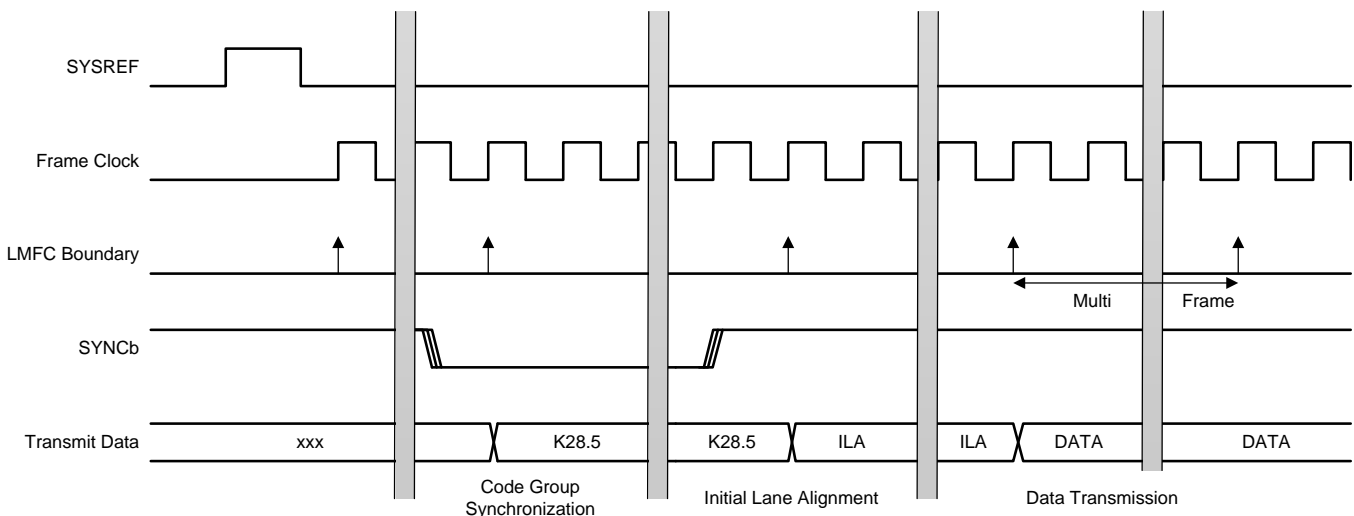 SYSREF
Frame Clock
LMFC Boundary
Multi Frame
SYNCb
Transmit Data
xxx K28.5 K28.5 ILA ILA DATA DATA
Code Group
Synchronization
Initial Lane Alignment
Data Transmission